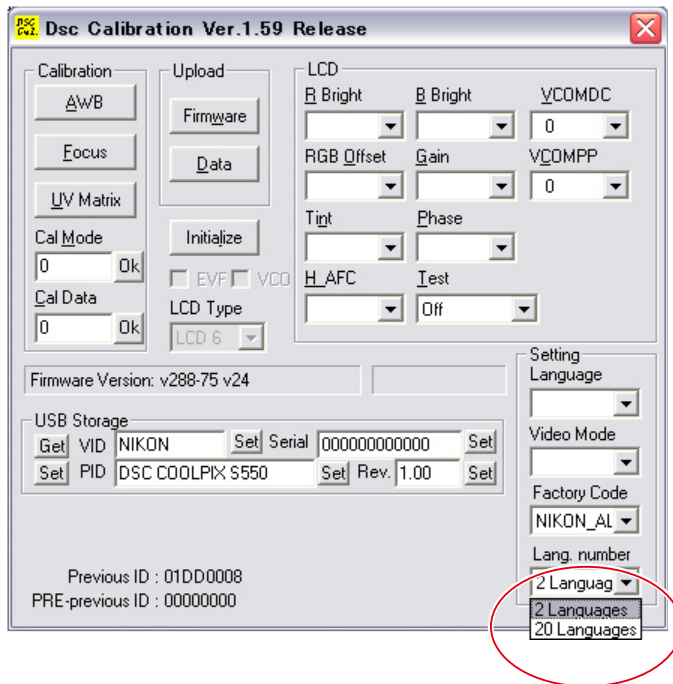 DSC CAL. Dsc Calibration Ver.1.59 Release
Calibration
AWB
Focus
UV Matrix
Cal Mode
0 Ok
Cal Data
0 Ok
Upload
Firmware
Data
Initialize
EVF VCO
LCD Type
LCD 6
LCD
R Bright B Bright VCOMDC
0
RGB Offset Gain VCOMPP
0
Tint Phase
H_AFC Test
Off
Firmware Version: v288-75 v24
USB Storage
Get VID NIKON Set Serial 000000000000 Set
Set PID DSC COOLPIX S550 Set Rev. 1.00 Set
Previous ID : 01DD0008
PRE-previous ID : 00000000
Setting
Language
Video Mode
Factory Code
NIKON_AL
Lang. number
2 Languag
2 Languages
20 Languages